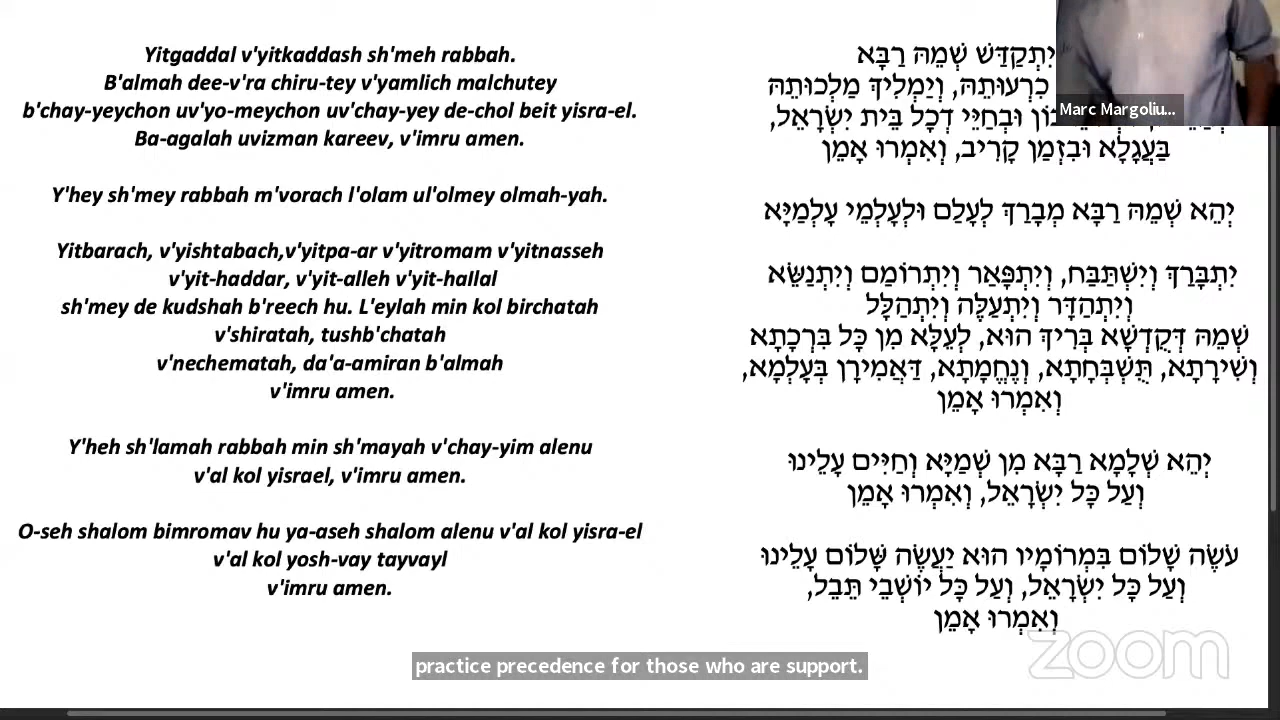 Yitgaddal v'yitkaddash sh'meh rabbah.
B'almah dee-v'ra chiru-tey v'yamlich malchutey
b'chay-yeychon uv'yo-meychon uv'chay-yey de-chol beit yisra-el.
Ba-agalah uvizman kareev, v'imru amen.
Y'hey sh'mey rabbah m'vorach l'olam ul'olmey olmah-yah.
Yitbarach, v'yishtabach,v'yitpa-ar v'yitromam v'yitnasseh
v'yit-haddar, v'yit-alleh v'yit-hallal
sh'mey de kudshah b'reech hu. L'eylah min kol birchatah
v'shiratah, tushb'chatah
v'nechematah, da'a-amiran b'almah
v'imru amen.
Y'heh sh'lamah rabbah min sh'mayah v'chay-yim alenu
v'al kol yisrael, v'imru amen.
O-seh shalom bimromav hu ya-aseh shalom alenu v'al kol yisra-el
v'al kol yosh-vay tayvayl
v'imru amen.
יִתְקַדַּשׁ שְׁמֵהּ רַבָּא
כִרְעוּתֵהּ, וְיַמְלִיךְ מַלְכוּתֵהּ
וּבְחַיֵּי דְכָל בֵּית יִשְׂרָאֵל,
בַּעֲגָלָא וּבִזְמַן קָרִיב, וְאִמְרוּ אָמֵן
יְהֵא שְׁמֵהּ רַבָּא מְבָרַךְ לְעָלַם וּלְעָלְמֵי עָלְמַיָּא
יִתְבָּרַךְ וְיִשְׁתַּבַּח, וְיִתְפָּאַר וְיִתְרוֹמַם וְיִתְנַשֵּׂא
וְיִתְהַדָּר וְיִתְעַלֶּה וְיִתְהַלָּל
שְׁמֵהּ דְּקֻדְשָׁא בְּרִיךְ הוּא, לְעֵלָּא מִן כָּל בִּרְכָתָא
וְשִׁירָתָא, תֻּשְׁבְּחָתָא, וְנֶחֱמָתָא, דַּאֲמִירָן בְּעָלְמָא,
וְאִמְרוּ אָמֵן
יְהֵא שְׁלָמָא רַבָּא מִן שְׁמַיָּא וְחַיִּים עָלֵינוּ
וְעַל כָּל יִשְׂרָאֵל, וְאִמְרוּ אָמֵן
עֹשֶׂה שָׁלוֹם בִּמְרוֹמָיו הוּא יַעֲשֶׂה שָּׁלוֹם עָלֵינוּ
וְעַל כָּל יִשְׂרָאֵל, וְעַל כָּל יוֹשְׁבֵי תֵּבֵל,
וְאִמְרוּ אָמֵן
Marc Margoliu...
practice precedence for those who are support.
zoom